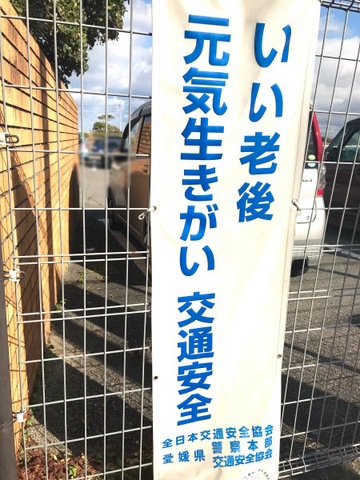 いい老後
元気生きがい 交通安全
全日本交通安全協会
愛媛県 警察本部
交通安全協会